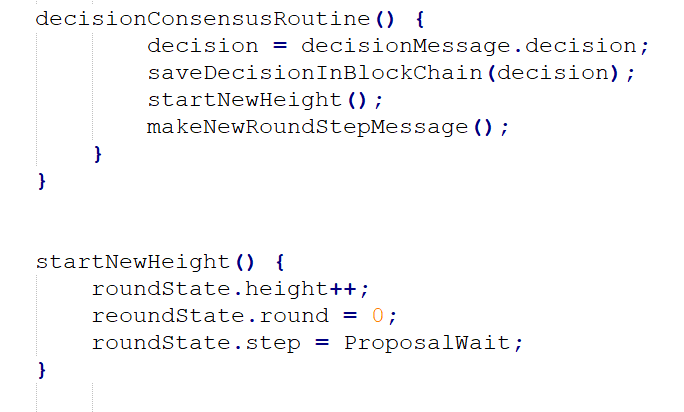 decisionConsensusRoutine() {
        decision = decisionMessage.decision;
        saveDecisionInBlockChain(decision);
        startNewHeight();
        makeNewRoundStepMessage();
    }
}
startNewHeight() {
    roundState.height++;
    reoundState.round = 0;
    roundState.step = ProposalWait;
}